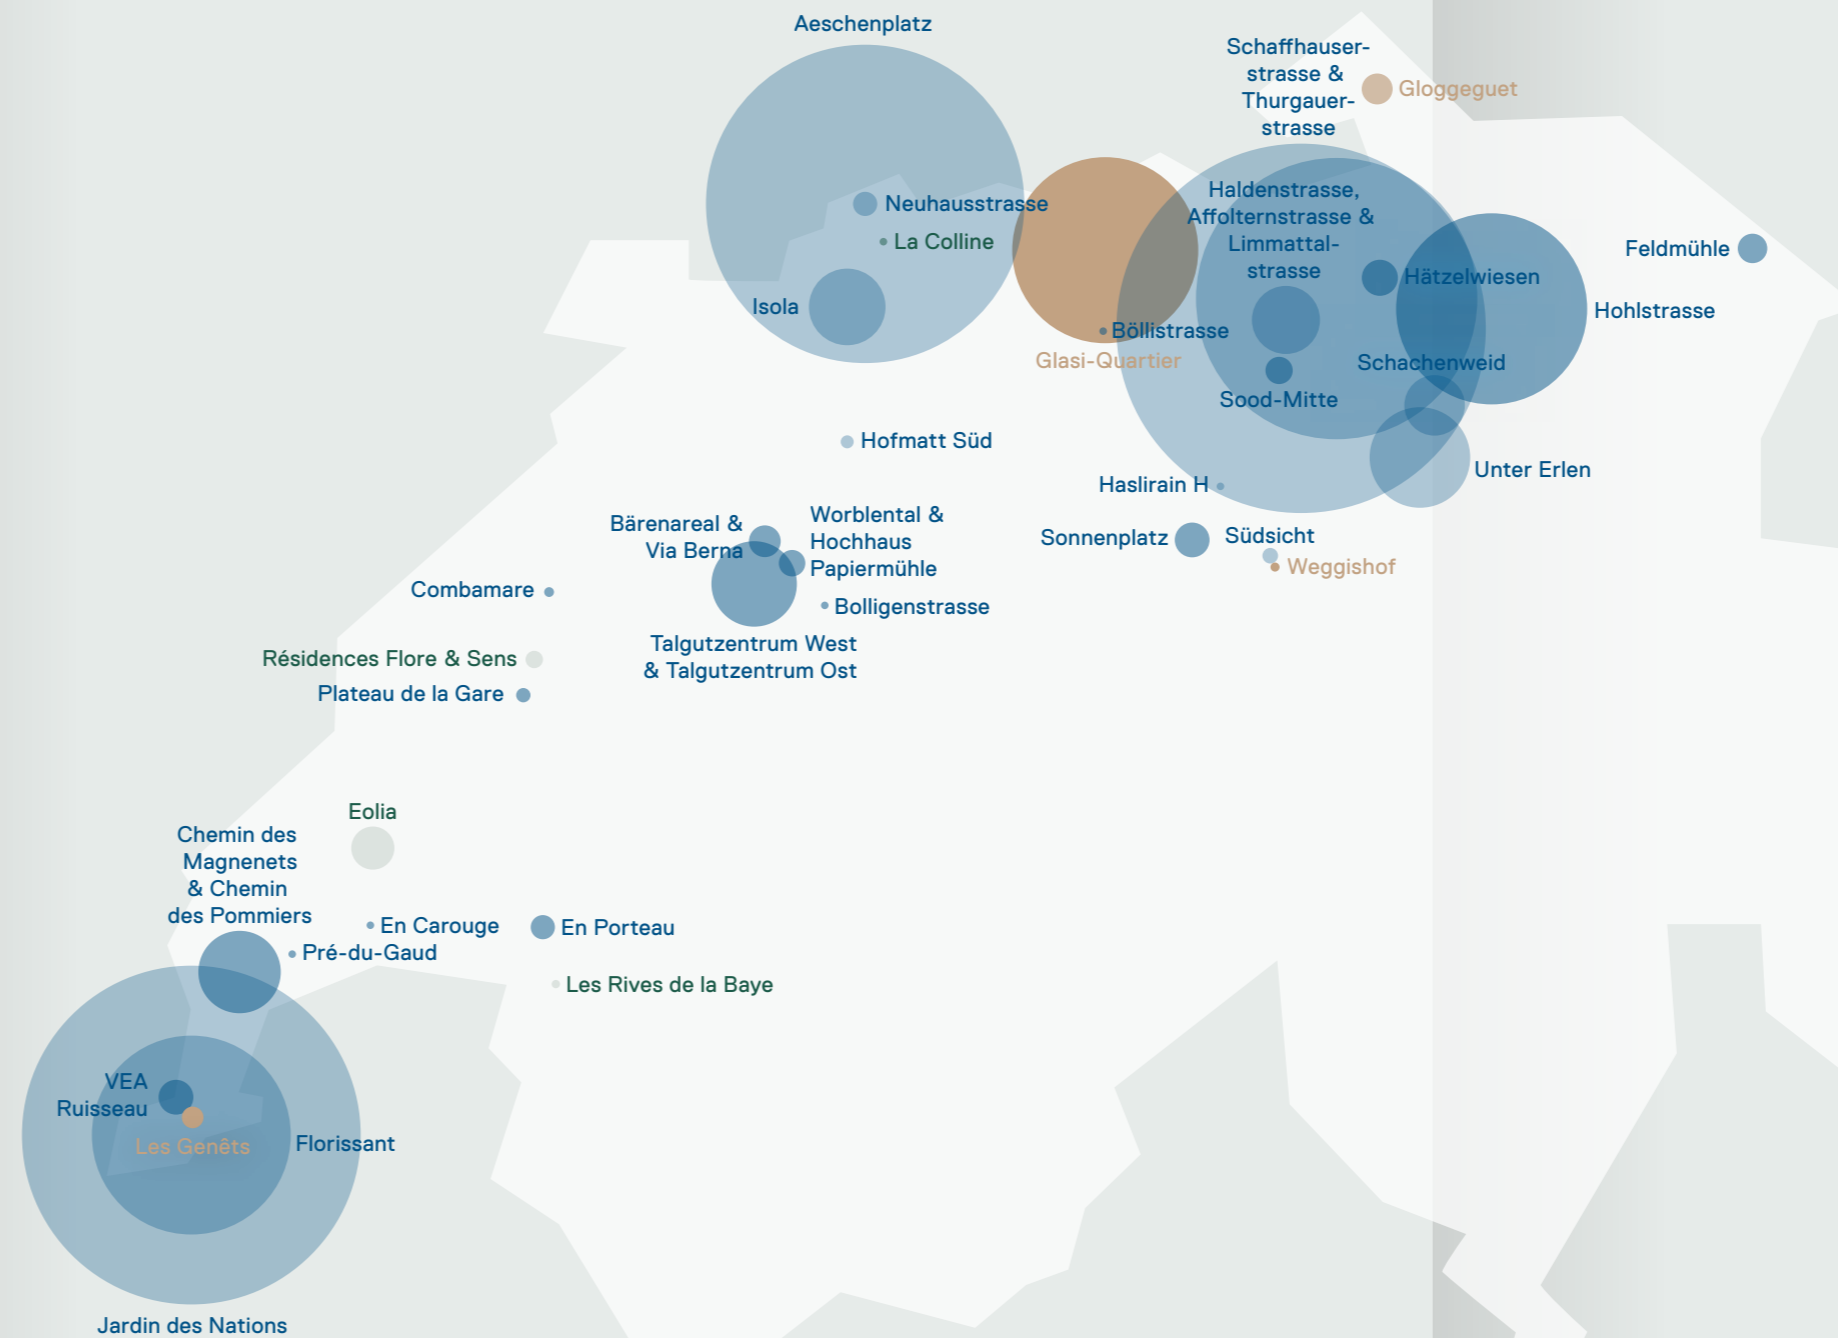 Aeschenplatz
Schaffhauser-
strasse &
Thurgauer-
strasse
Gloggeguet
Haldenstrasse,
Affolternstrasse &
Limmattal-
strasse
Neuhausstrasse
La Colline
Isola
Feldmühle
Hätzelwiesen
Hohlstrasse
Böllistrasse
Glasi-Quartier
Schachenweid
Sood-Mitte
Hofmatt Süd
Unter Erlen
Haslirain H
Bärenareal &
Via Berna
Worblental &
Hochhaus
Papiermühle
Sonnenplatz
Südsicht
Weggishof
Combamare
Bolligenstrasse
Talgutzentrum West
& Talgutzentrum Ost
Résidences Flore & Sens
Plateau de la Gare
Eolia
Chemin des
Magnenets
& Chemin
des Pommiers
En Carouge
En Porteau
Pré-du-Gaud
Les Rives de la Baye
VEA
Ruisseau
Les Genêts
Florissant
Jardin des Nations